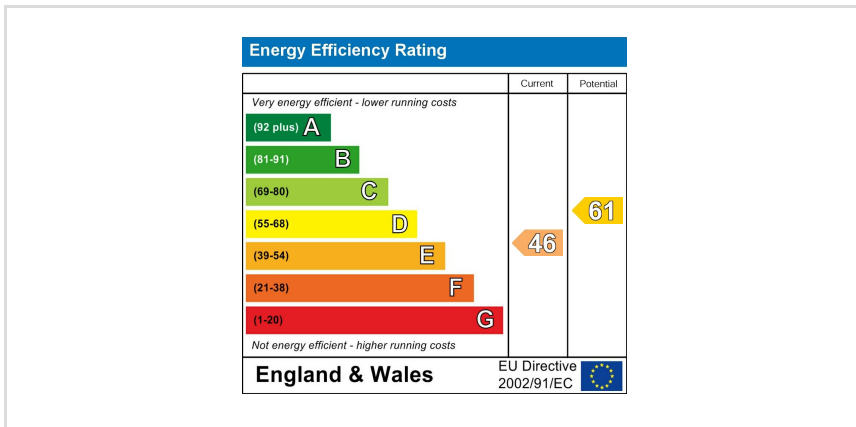 Energy Efficiency Rating
Current Potential
Very energy efficient - lower running costs
(92 plus) A
(81-91) B
(69-80) C
(55-68) D
(39-54) E
(21-38) F
(1-20) G
46
61
Not energy efficient - higher running costs
England & Wales
EU Directive
2002/91/EC